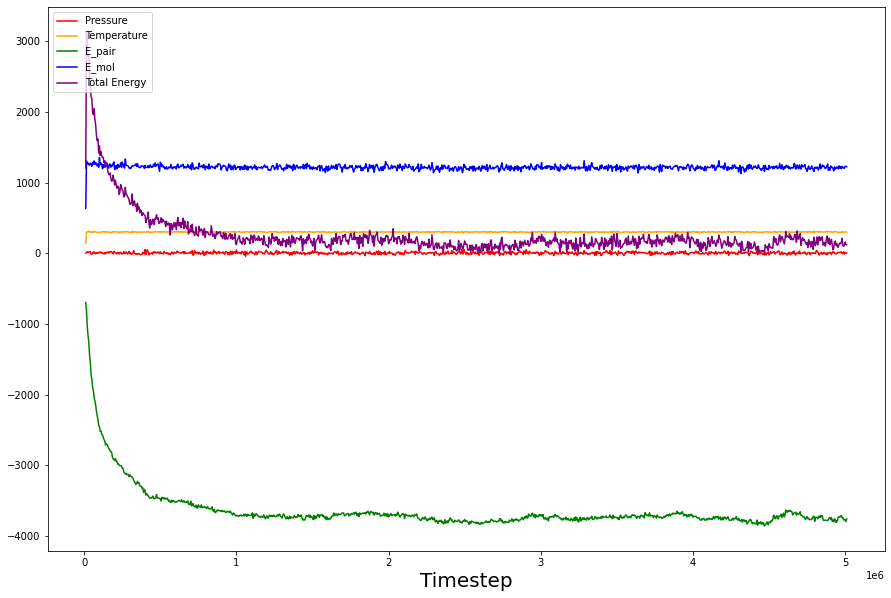 Pressure
Temperature
E_pair
E_mol
Total Energy
3000
2000
1000
0
−1000
−2000
−3000
−4000
0
1
2
3
4
5
1e6
Timestep